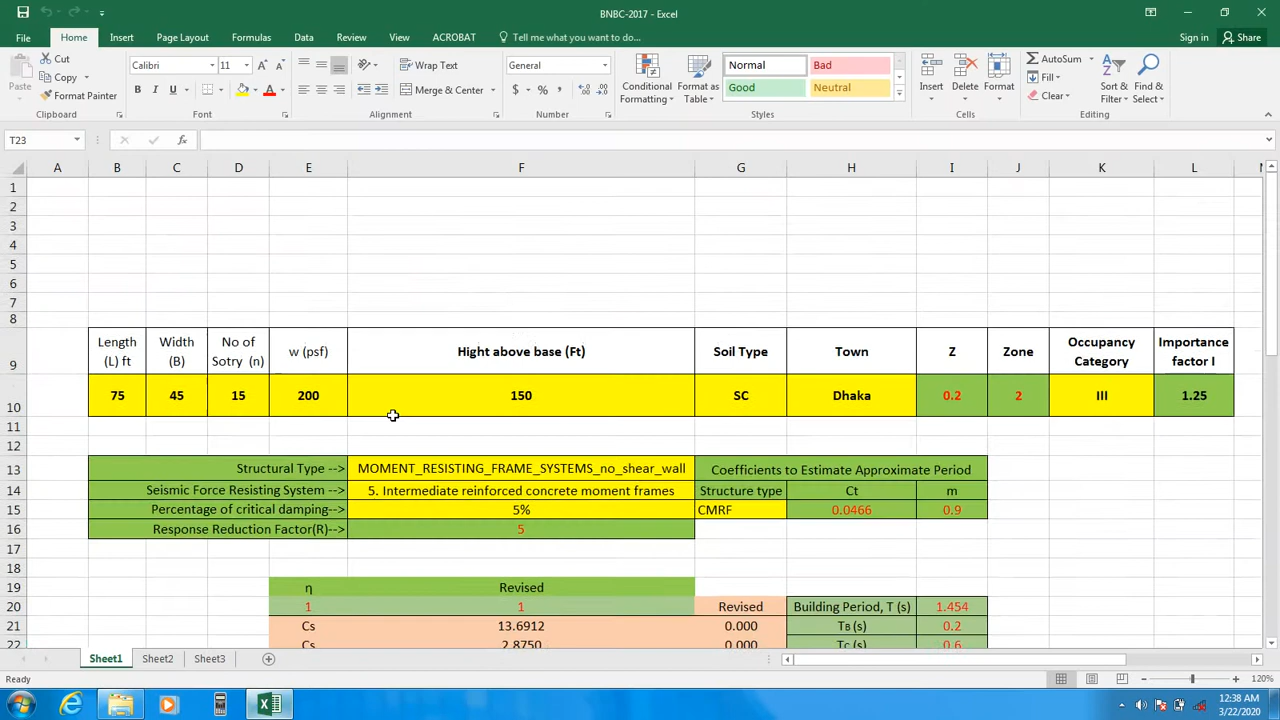 BNBC-2017 - Excel
Sign in Share
File Home Insert Page Layout Formulas Data Review View ACROBAT Tell me what you want to do...
Paste Cut Copy Format Painter Clipboard
Calibri 11 B I U A A A Font
Wrap Text Merge & Center Alignment
General $ % , Number
Conditional Formatting Format as Table Normal Bad Good Neutral Styles
Insert Delete Format Cells
AutoSum Fill Clear Sort & Filter Find & Select Editing
T23 fx
A B C D E F G H I J K L
1
2
3
4
5
6
7
8
9 Length (L) ft Width (B) No of Sotry (n) w (psf) Hight above base (Ft) Soil Type Town Z Zone Occupancy Category Importance factor I
10 75 45 15 200 150 SC Dhaka 0.2 2 III 1.25
11
12
13 Structural Type --> MOMENT_RESISTING_FRAME_SYSTEMS_no_shear_wall Coefficients to Estimate Approximate Period
14 Seismic Force Resisting System --> 5. Intermediate reinforced concrete moment frames Structure type Ct m
15 Percentage of critical damping--> 5% CMRF 0.0466 0.9
16 Response Reduction Factor(R)--> 5
17
18
19 η Revised
20 1 1 Revised Building Period, T (s) 1.454
21 Cs 13.6912 0.000 TB (s) 0.2
22 Cs 2.8750 0.000 Tc (s) 0.6
Sheet1 Sheet2 Sheet3
Ready 120%
12:38 AM
3/22/2020